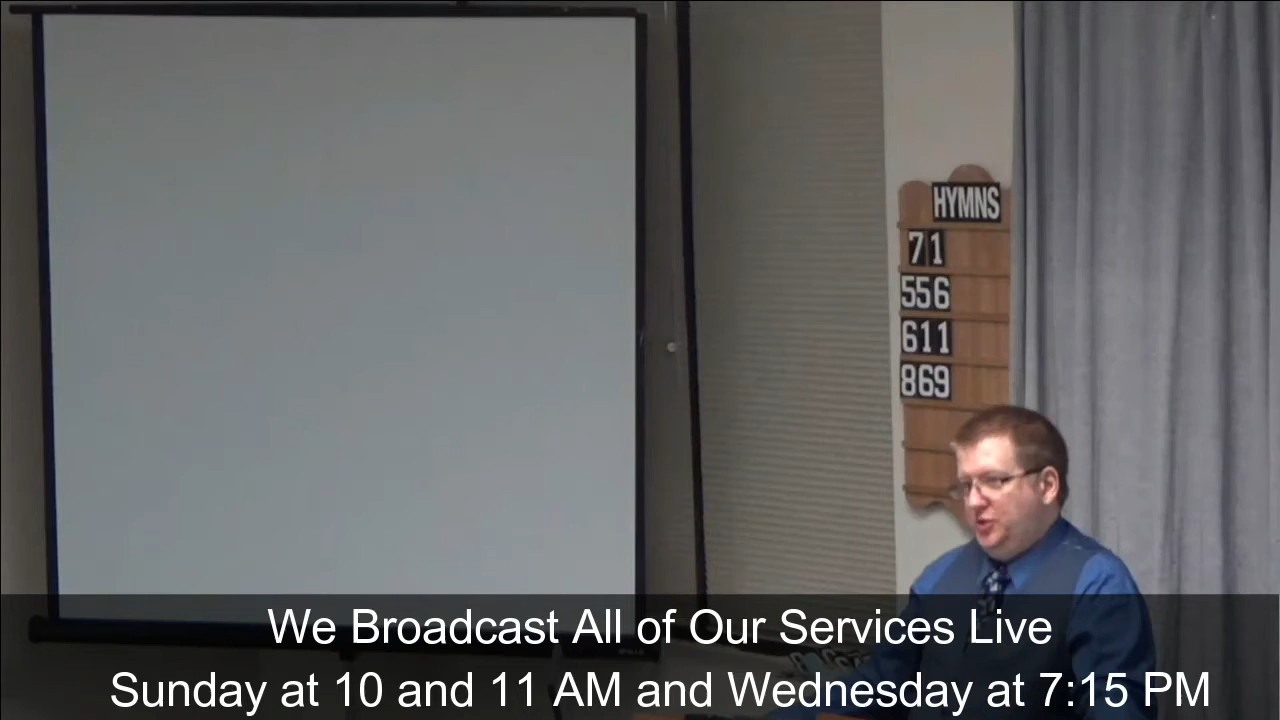 HYMNS
71
556
611
869
We Broadcast All of Our Services Live
Sunday at 10 and 11 AM and Wednesday at 7:15 PM